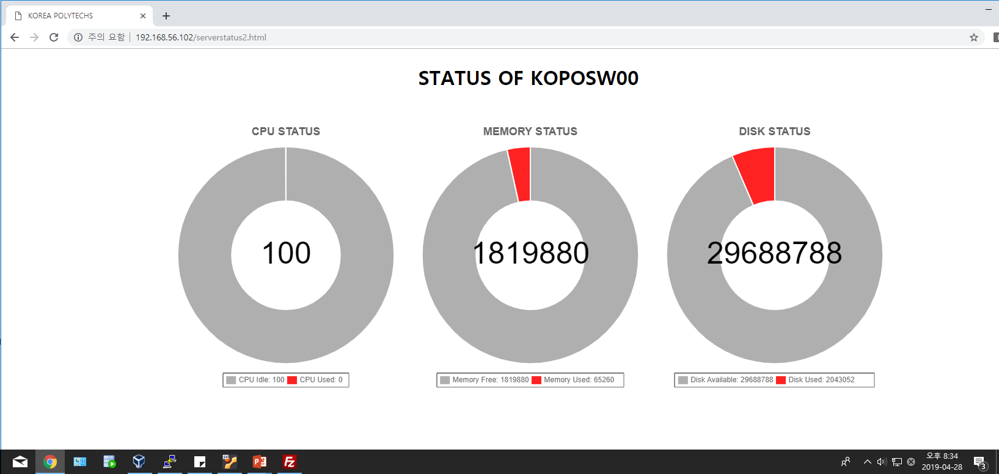 KOREA POLYTECHS
주의 요함 | 192.168.56.102/serverstatus2.html
STATUS OF KOPOSW00
CPU STATUS
MEMORY STATUS
DISK STATUS
100
1819880
29688788
CPU Idle: 100 CPU Used: 0
Memory Free: 1819880 Memory Used: 65260
Disk Available: 29688788 Disk Used: 2043052
오후 8:34
2019-04-28
3